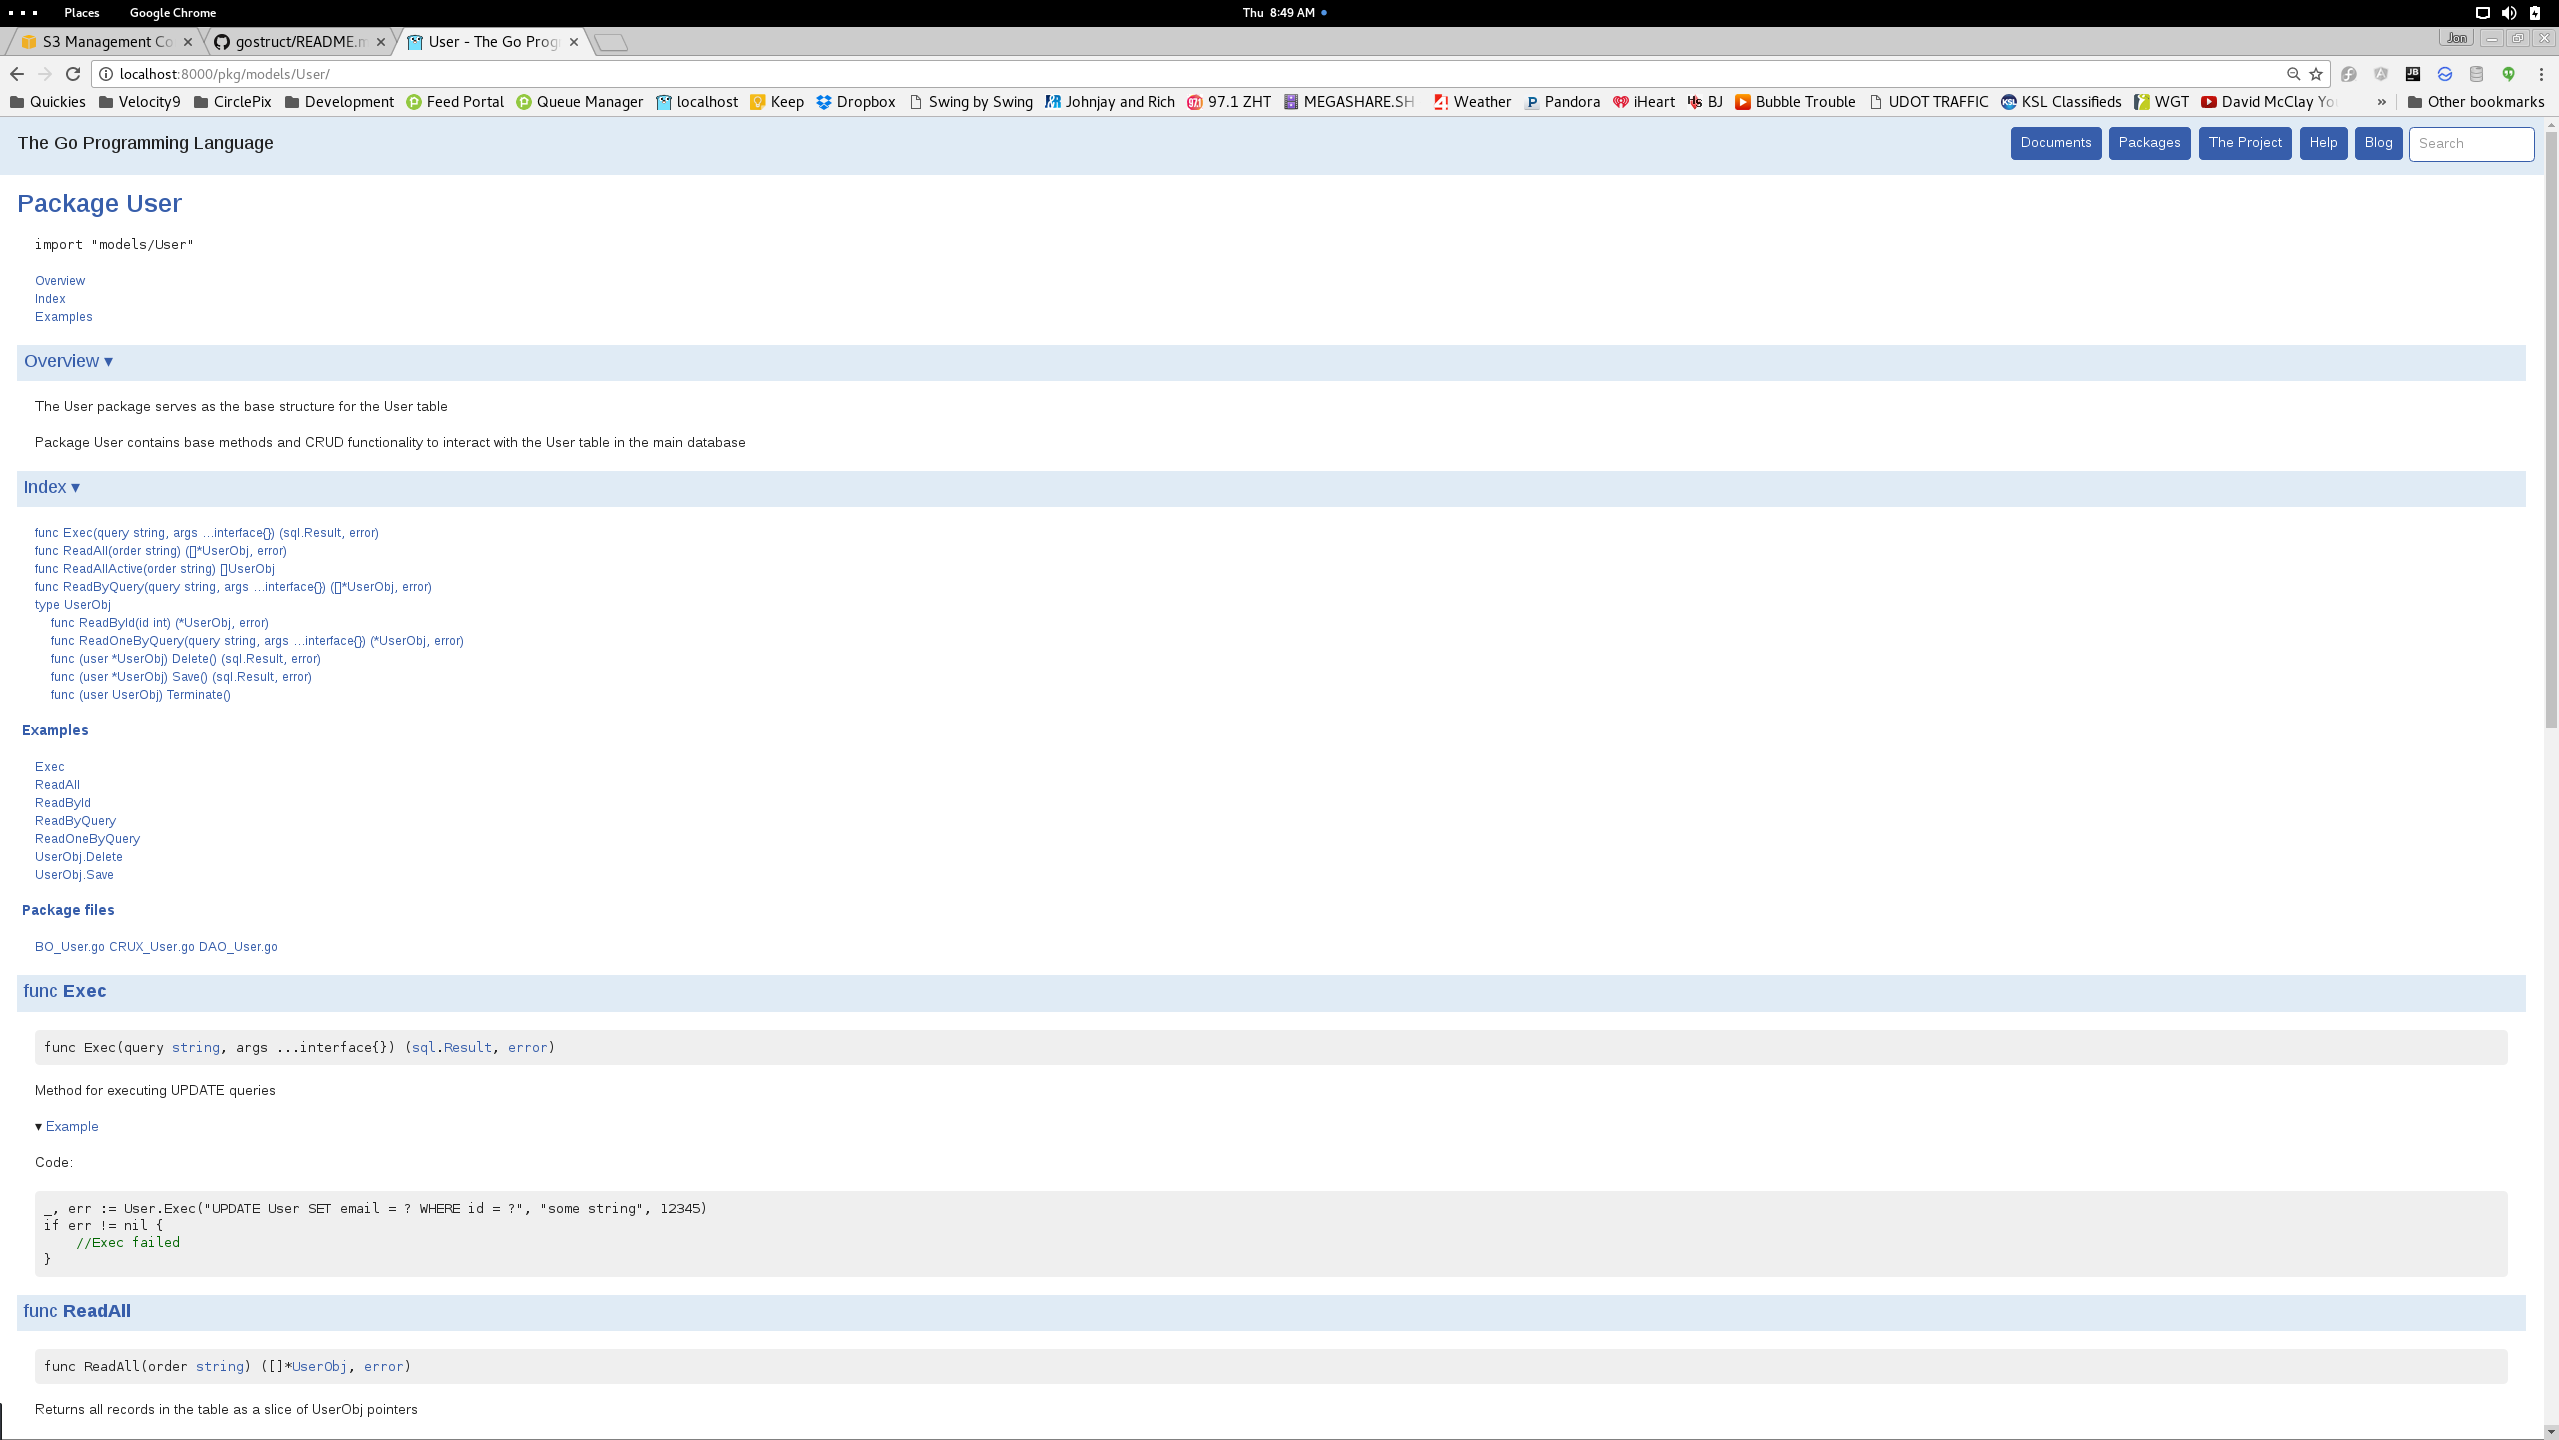 Places Google Chrome Thu 8:49 AM
S3 Management Co gostruct/README.m User - The Go Prog Jon
localhost:8000/pkg/models/User/
Quickies Velocity9 CirclePix Development Feed Portal Queue Manager localhost Keep Dropbox Swing by Swing Johnjay and Rich 97.1 ZHT MEGASHARE.SH Weather Pandora iHeart BJ Bubble Trouble UDOT TRAFFIC KSL Classifieds WGT David McClay Yo » Other bookmarks
The Go Programming Language Documents Packages The Project Help Blog Search
Package User
import "models/User"
Overview
Index
Examples
Overview ▾
The User package serves as the base structure for the User table
Package User contains base methods and CRUD functionality to interact with the User table in the main database
Index ▾
func Exec(query string, args ...interface{}) (sql.Result, error)
func ReadAll(order string) ([]*UserObj, error)
func ReadAllActive(order string) []UserObj
func ReadByQuery(query string, args ...interface{}) ([]*UserObj, error)
type UserObj
func ReadById(id int) (*UserObj, error)
func ReadOneByQuery(query string, args ...interface{}) (*UserObj, error)
func (user *UserObj) Delete() (sql.Result, error)
func (user *UserObj) Save() (sql.Result, error)
func (user UserObj) Terminate()
Examples
Exec
ReadAll
ReadById
ReadByQuery
ReadOneByQuery
UserObj.Delete
UserObj.Save
Package files
BO_User.go CRUX_User.go DAO_User.go
func Exec
func Exec(query string, args ...interface{}) (sql.Result, error)
Method for executing UPDATE queries
▾ Example
Code:
_, err := User.Exec("UPDATE User SET email = ? WHERE id = ?", "some string", 12345)
if err != nil {
//Exec failed
}
func ReadAll
func ReadAll(order string) ([]*UserObj, error)
Returns all records in the table as a slice of UserObj pointers